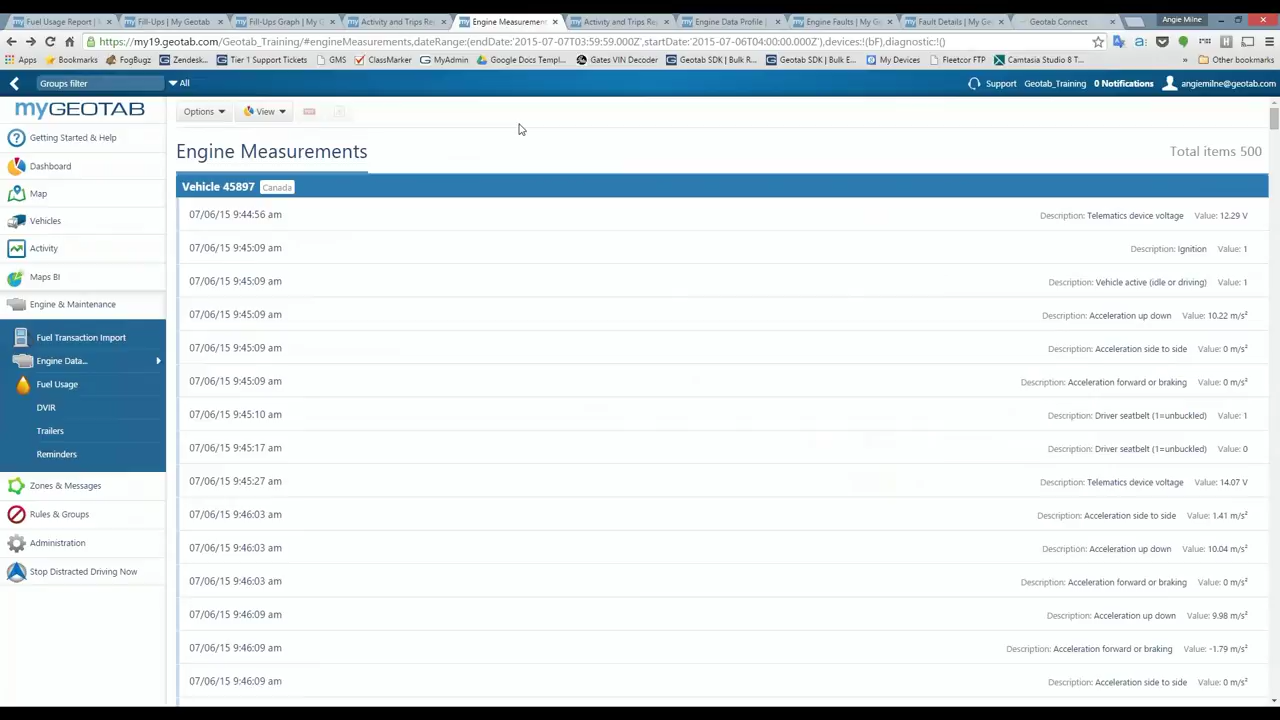 Fuel Usage Report | M
Fill-Ups | My Geotab
Fill-Ups Graph | My G
Activity and Trips Re
Engine Measuremen
Activity and Trips Re
Engine Data Profile |
Engine Faults | My Ge
Fault Details | My Ge
Geotab Connect
Angie Milne
https://my19.geotab.com/Geotab_Training/#engineMeasurements,dateRange:(endDate:'2015-07-07T03:59:59.000Z',startDate:'2015-07-06T04:00:00.000Z'),devices:!(bF),diagnostic:!()
Apps
Bookmarks
FogBugz
Zendesk...
Tier 1 Support Tickets
GMS
ClassMarker
MyAdmin
Google Docs Templ...
Gates VIN Decoder
Geotab SDK | Bulk E...
Geotab SDK | Bulk E...
My Devices
Fleetcor FTP
Camtasia Studio 8 T...
Other bookmarks
Groups filter
All
Support
Geotab_Training
0 Notifications
angiemilne@geotab.com
myGEOTAB
Getting Started & Help
Dashboard
Map
Vehicles
Activity
Maps BI
Engine & Maintenance
Fuel Transaction Import
Engine Data...
Fuel Usage
DVIR
Trailers
Reminders
Zones & Messages
Rules & Groups
Administration
Stop Distracted Driving Now
Options
View
Engine Measurements
Total items 500
Vehicle 45897 Canada
07/06/15 9:44:56 am Description: Telematics device voltage Value: 12.29 V
07/06/15 9:45:09 am Description: Ignition Value: 1
07/06/15 9:45:09 am Description: Vehicle active (idle or driving) Value: 1
07/06/15 9:45:09 am Description: Acceleration up down Value: 10.22 m/s²
07/06/15 9:45:09 am Description: Acceleration side to side Value: 0 m/s²
07/06/15 9:45:09 am Description: Acceleration forward or braking Value: 0 m/s²
07/06/15 9:45:10 am Description: Driver seatbelt (1=unbuckled) Value: 1
07/06/15 9:45:17 am Description: Driver seatbelt (1=unbuckled) Value: 0
07/06/15 9:45:27 am Description: Telematics device voltage Value: 14.07 V
07/06/15 9:46:03 am Description: Acceleration side to side Value: 1.41 m/s²
07/06/15 9:46:03 am Description: Acceleration up down Value: 10.04 m/s²
07/06/15 9:46:03 am Description: Acceleration forward or braking Value: 0 m/s²
07/06/15 9:46:09 am Description: Acceleration up down Value: 9.98 m/s²
07/06/15 9:46:09 am Description: Acceleration forward or braking Value: -1.79 m/s²
07/06/15 9:46:09 am Description: Acceleration side to side Value: 0 m/s²